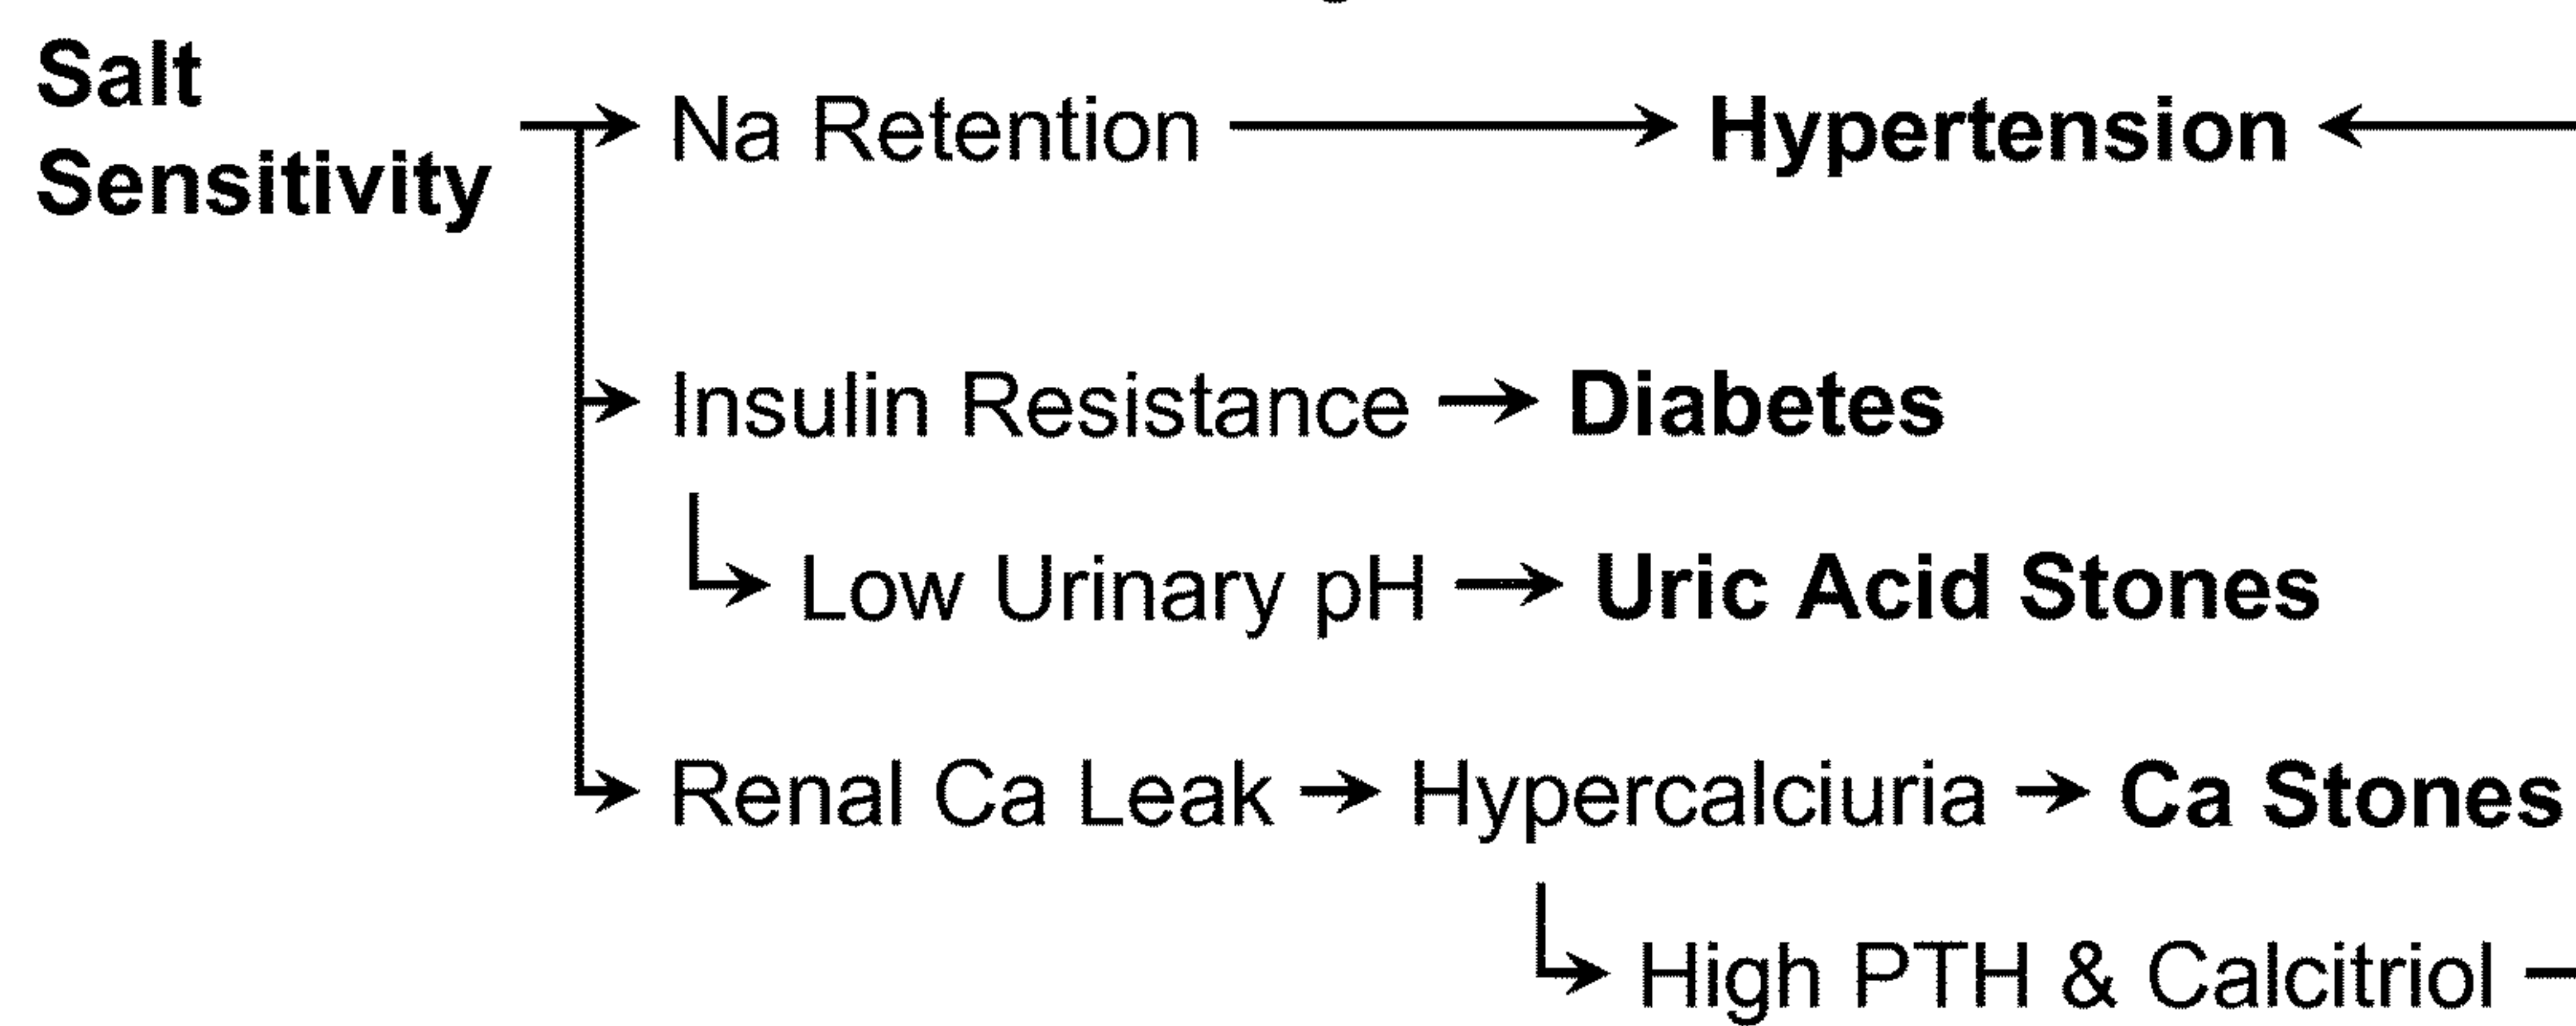 Salt
Sensitivity
Na Retention
Hypertension
Insulin Resistance
Diabetes
Low Urinary pH
Uric Acid Stones
Renal Ca Leak
Hypercalciuria
Ca Stones
High PTH & Calcitriol